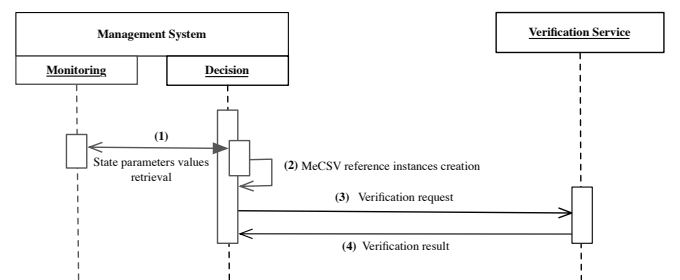 Management System
Verification Service
Monitoring
Decision
(1)
State parameters values
retrieval
(2) MeCSV reference instances creation
(3) Verification request
(4) Verification result